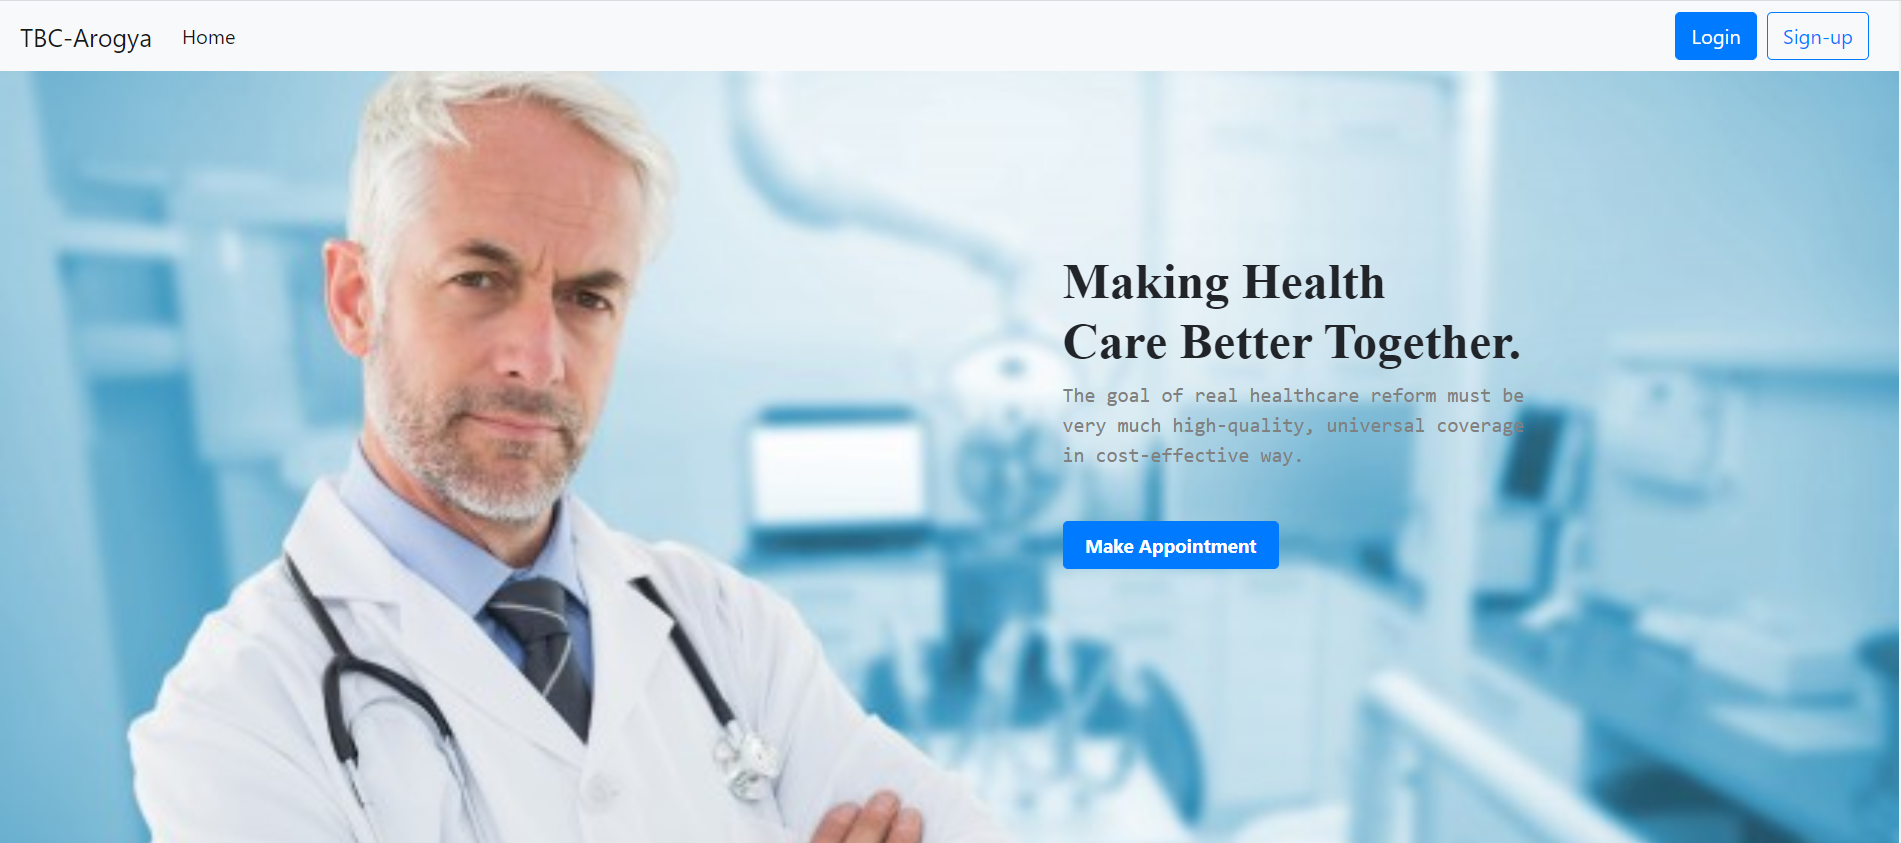 TBC-Arogya Home Login Sign-up
Making Health
Care Better Together.
The goal of real healthcare reform must be
very much high-quality, universal coverage
in cost-effective way.
Make Appointment